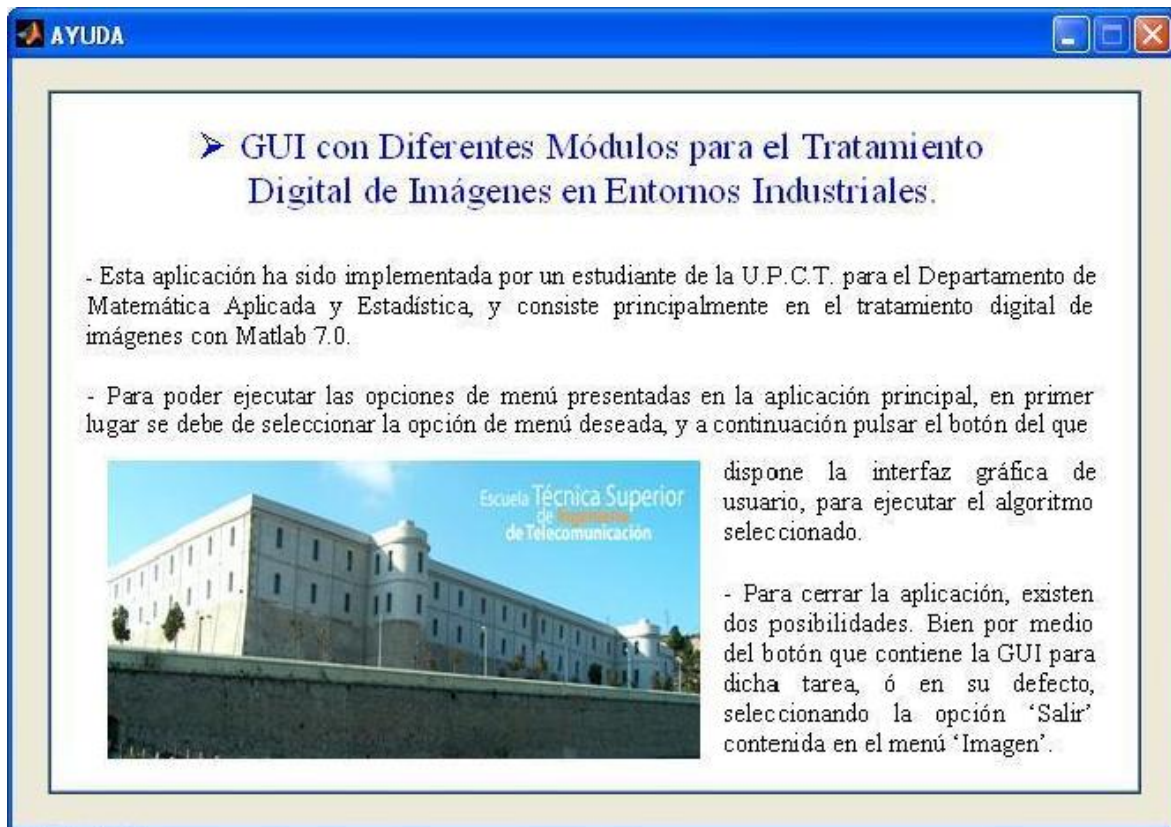 AYUDA
➢ GUI con Diferentes Módulos para el Tratamiento
Digital de Imágenes en Entornos Industriales.
- Esta aplicación ha sido implementada por un estudiante de la U.P.C.T. para el Departamento de
Matemática Aplicada y Estadística, y consiste principalmente en el tratamiento digital de
imágenes con Matlab 7.0.
- Para poder ejecutar las opciones de menú presentadas en la aplicación principal, en primer
lugar se debe de seleccionar la opción de menú deseada, y a continuación pulsar el botón del que
dispone la interfaz gráfica de
usuario, para ejecutar el algoritmo
seleccionado.
- Para cerrar la aplicación, existen
dos posibilidades. Bien por medio
del botón que contiene la GUI para
dicha tarea, ó en su defecto,
seleccionando la opción ‘Salir’
contenida en el menú ‘Imagen’.
Escuela Técnica Superior
de Ingeniería
de Telecomunicación